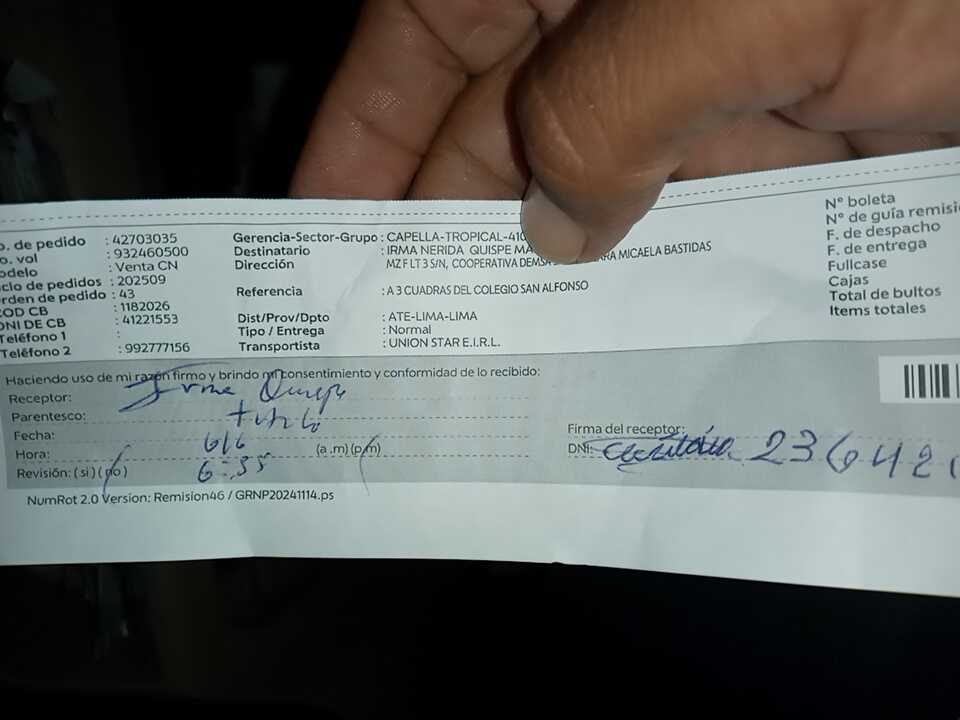 o. de pedido : 42703035
o. vol : 932460500
odelo : Venta CN
iclo de pedidos : 202509
rden de pedido : 43
COD CB : 1182026
DNI DE CB : 41221553
Teléfono 1 :
Teléfono 2 : 992777156
Gerencia-Sector-Grupo : CAPELLA-TROPICAL-410
Destinatario : IRMA NERIDA QUISPE MA
Dirección : MZ F LT 3 S/N, COOPERATIVA MICAELA BASTIDAS
Referencia : A 3 CUADRAS DEL COLEGIO SAN ALFONSO
Dist/Prov/Dpto : ATE-LIMA-LIMA
Tipo / Entrega : Normal
Transportista : UNION STAR E.I.R.L.
N° boleta
N° de guía remisi
F. de despacho
F. de entrega
Fullcase
Cajas
Total de bultos
Items totales
Haciendo uso de mi razón firmo y brindo mi consentimiento y conformidad de lo recibido:
Receptor: Irma Quispe
Parentesco:
Fecha: 6/6
Hora: 6:35 (a.m) (p.m)
Revisión: (si) (no)
Firma del receptor:
DNI: 236420
NumRot 2.0 Version: Remision46 / GRNP20241114.ps